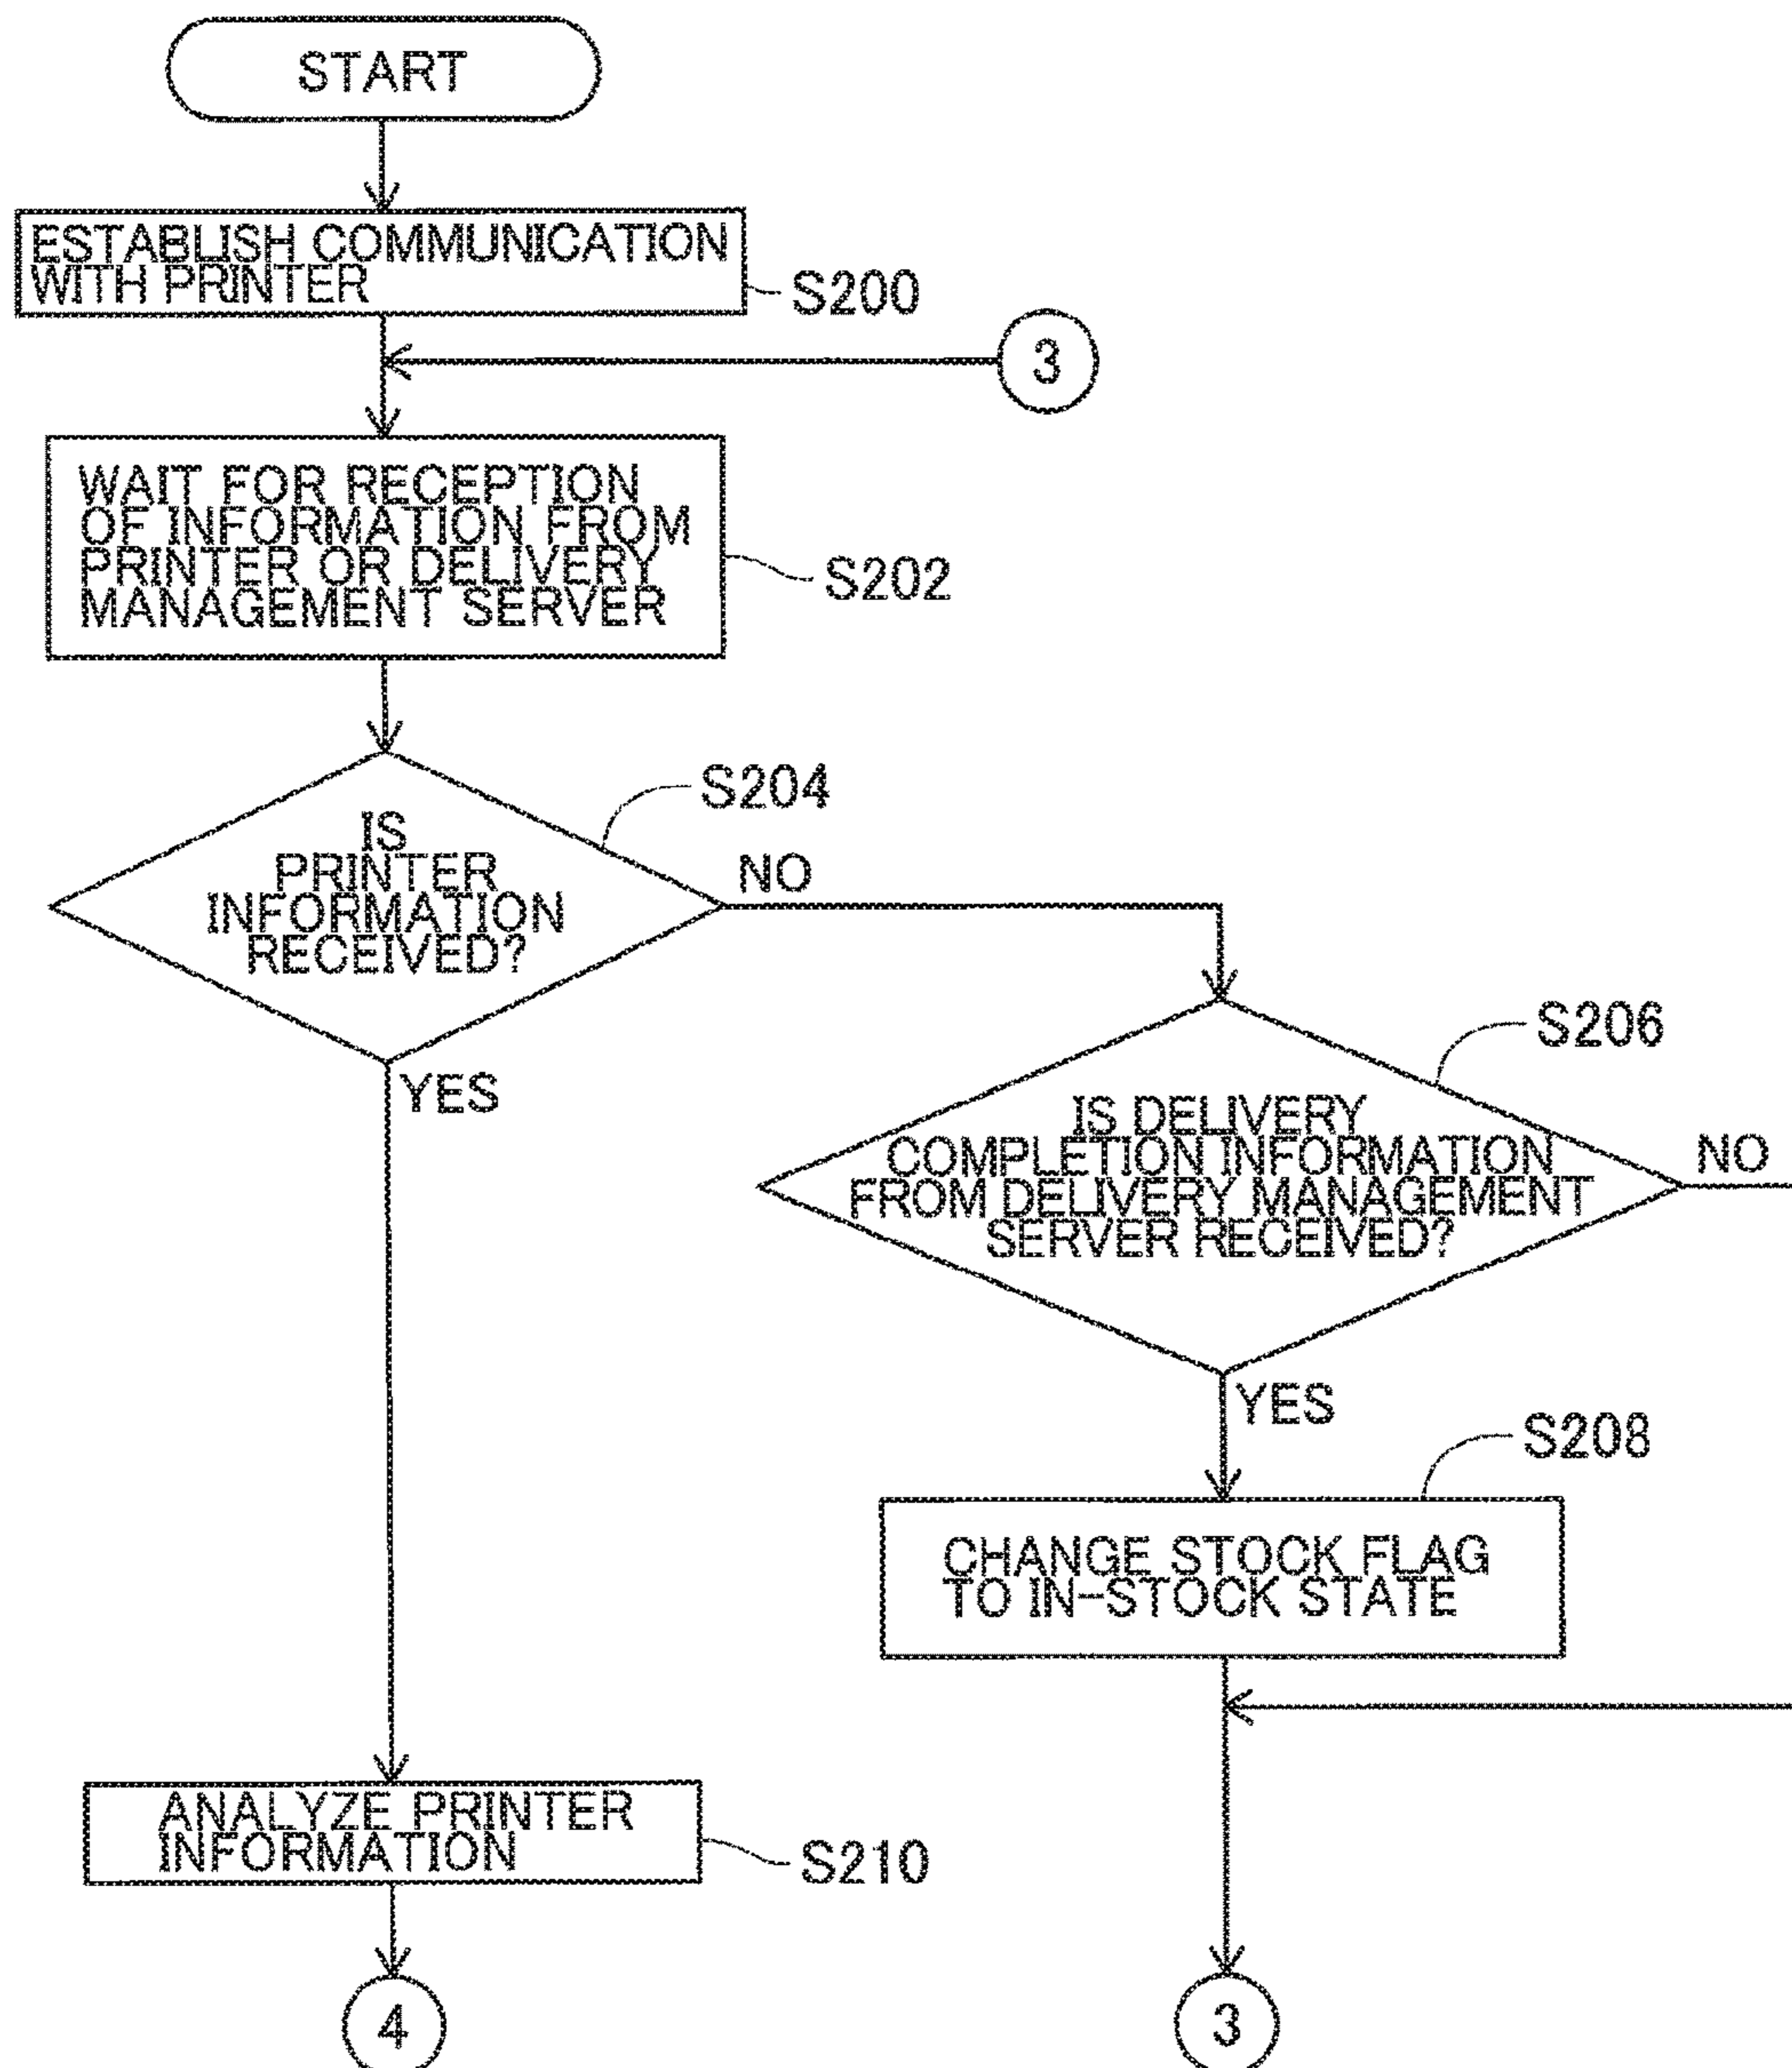 START
ESTABLISH COMMUNICATION
WITH PRINTER
S200
3
WAIT FOR RECEPTION
OF INFORMATION FROM
PRINTER OR DELIVERY
MANAGEMENT SERVER
S202
S204
IS
PRINTER
INFORMATION
RECEIVED?
NO
YES
S206
IS DELIVERY
COMPLETION INFORMATION
FROM DELIVERY MANAGEMENT
SERVER RECEIVED?
NO
YES
S208
CHANGE STOCK FLAG
TO IN-STOCK STATE
ANALYZE PRINTER
INFORMATION
S210
4
3